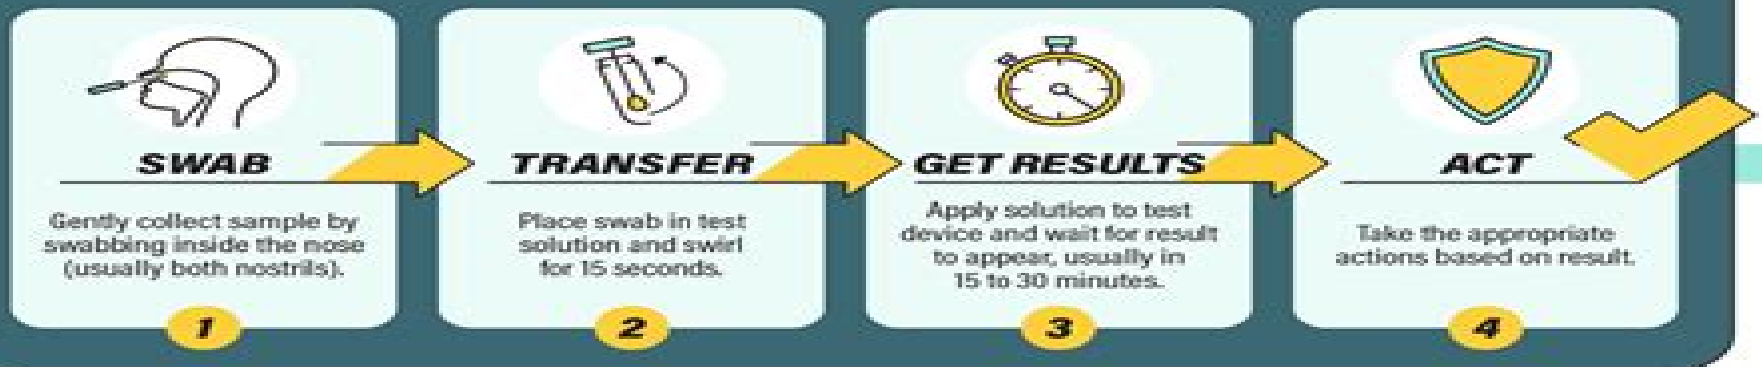 SWAB
Gently collect sample by
swabbing inside the nose
(usually both nostrils).
1
TRANSFER
Place swab in test
solution and swirl
for 15 seconds.
2
GET RESULTS
Apply solution to test
device and wait for result
to appear, usually in
15 to 30 minutes.
3
ACT
Take the appropriate
actions based on result.
4